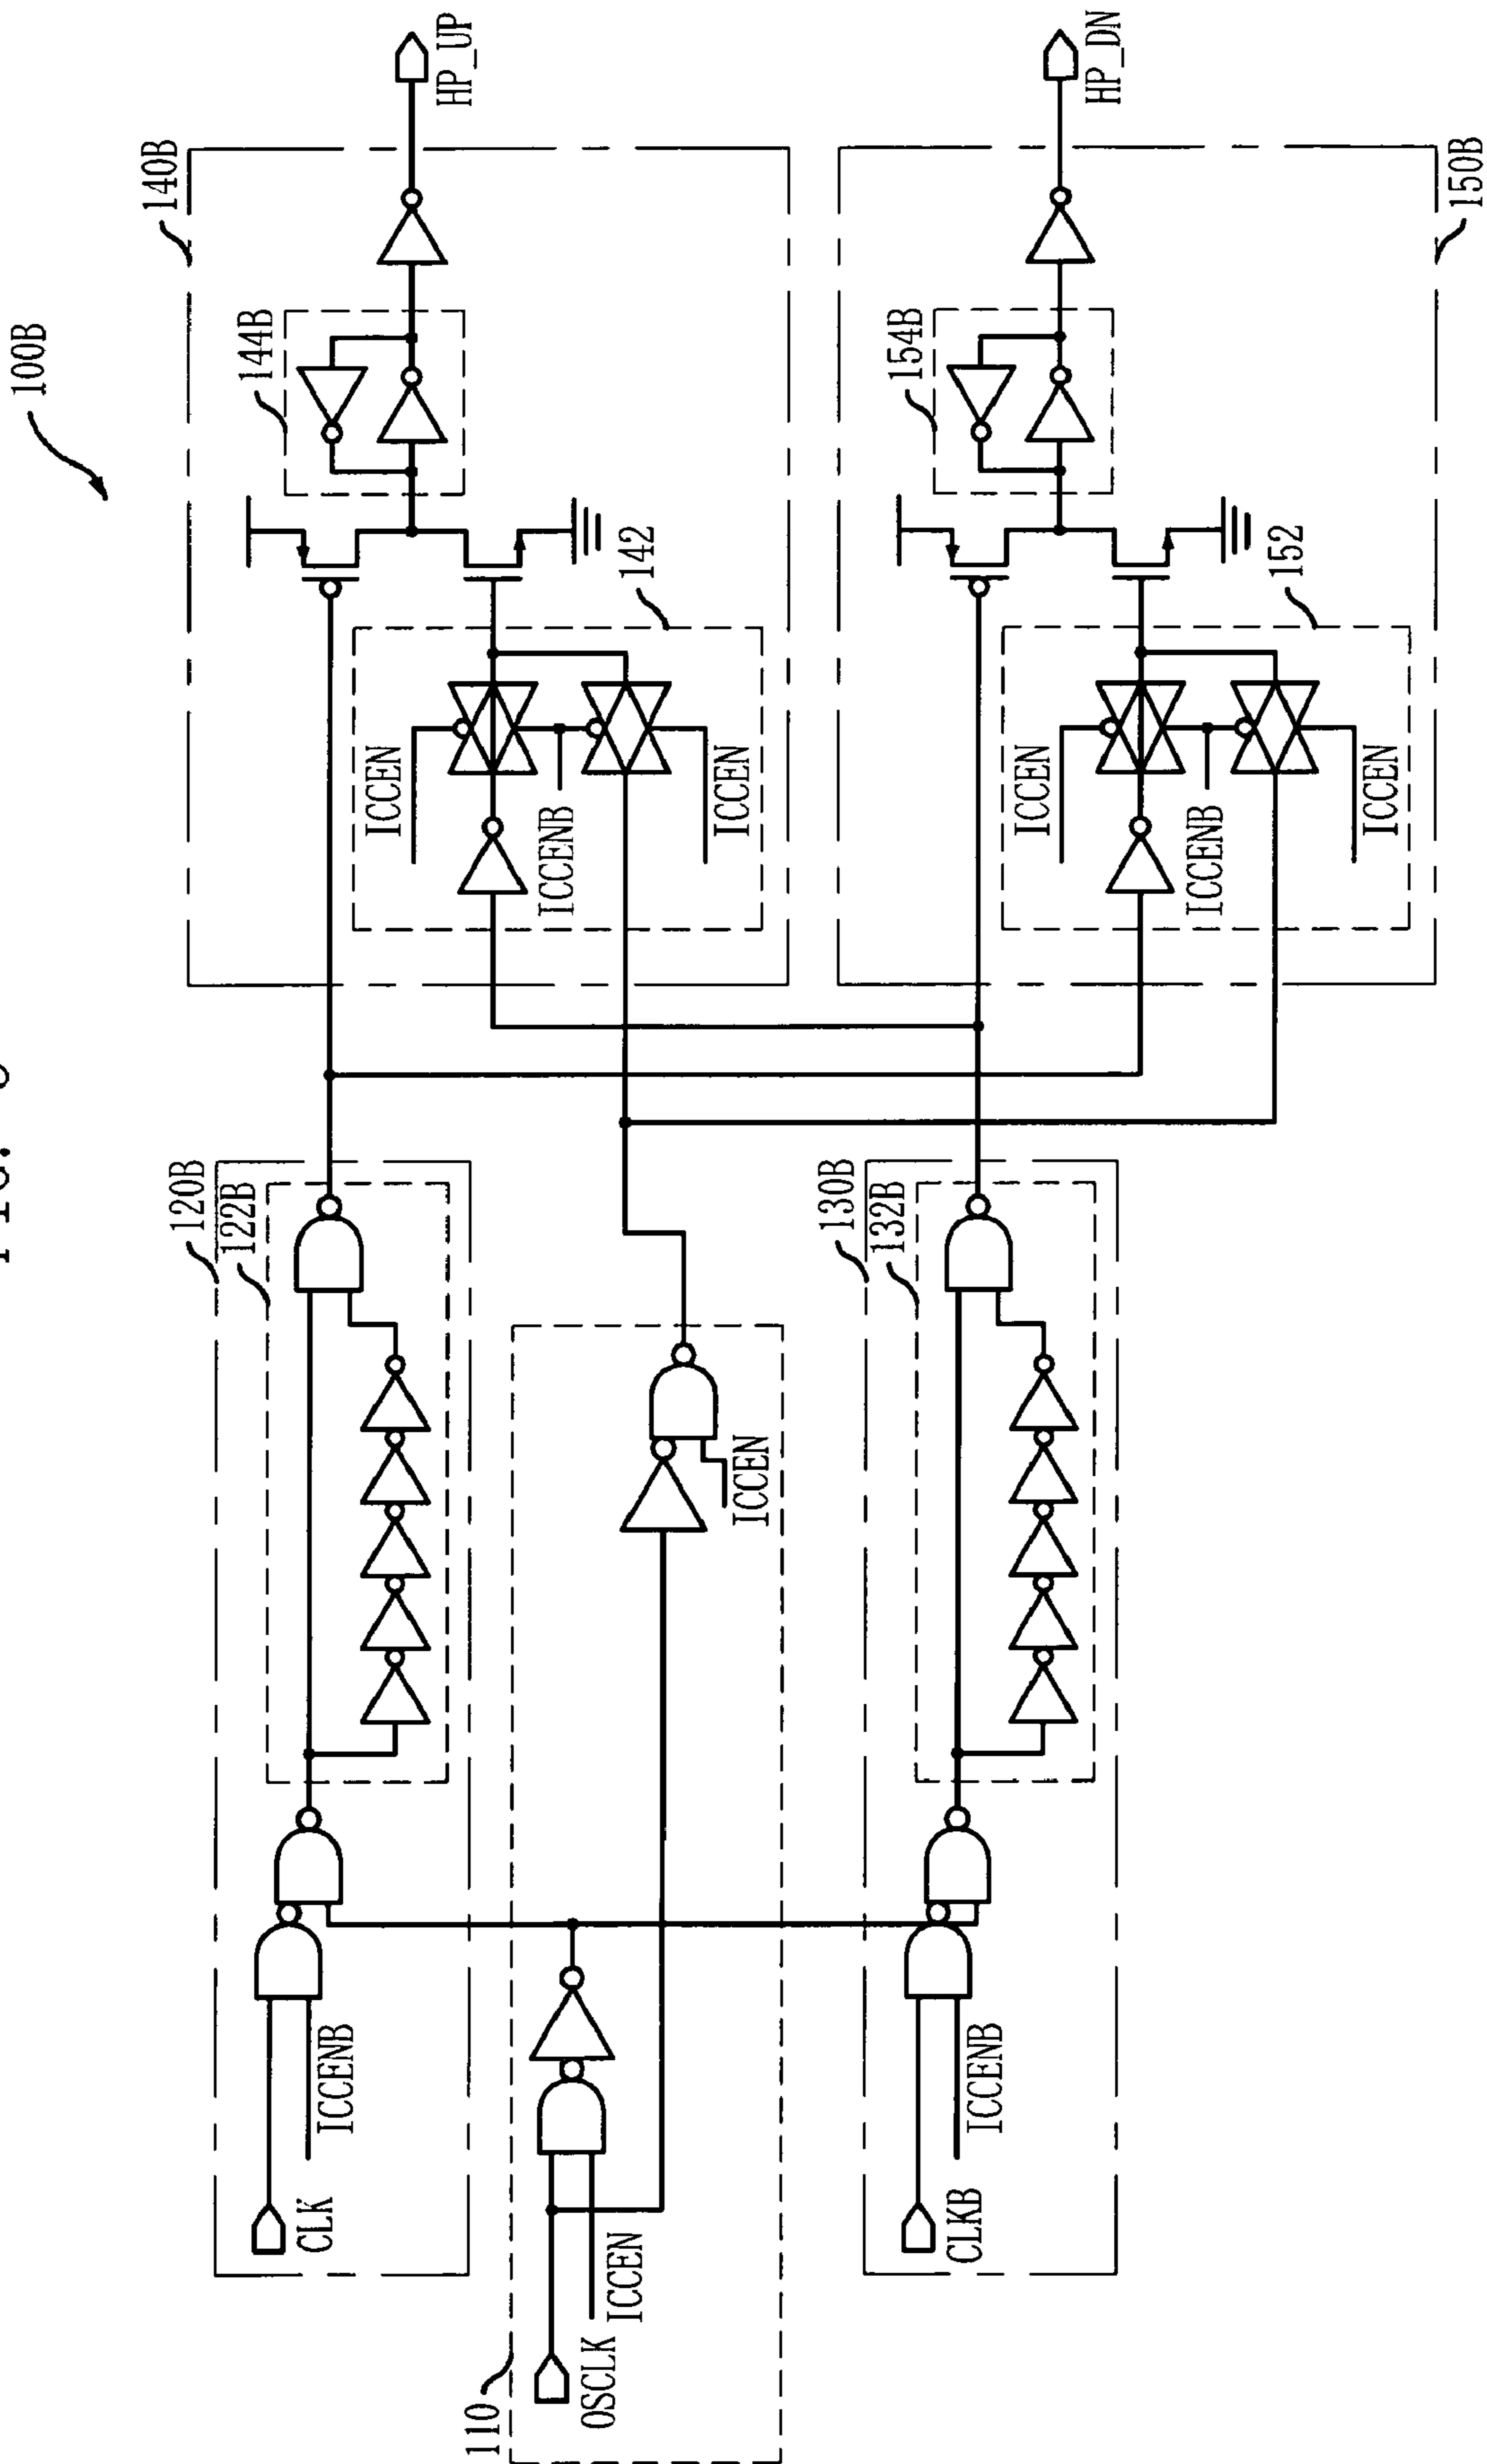 100B
140B
HP_UP
144B
142
ICCEN
ICCENB
ICCEN
150B
HP_DN
154B
152
ICCEN
ICCENB
ICCEN
120B
122B
CLK
ICCENB
110
OSCLK
ICCEN
ICCEN
130B
132B
CLKB
ICCENB